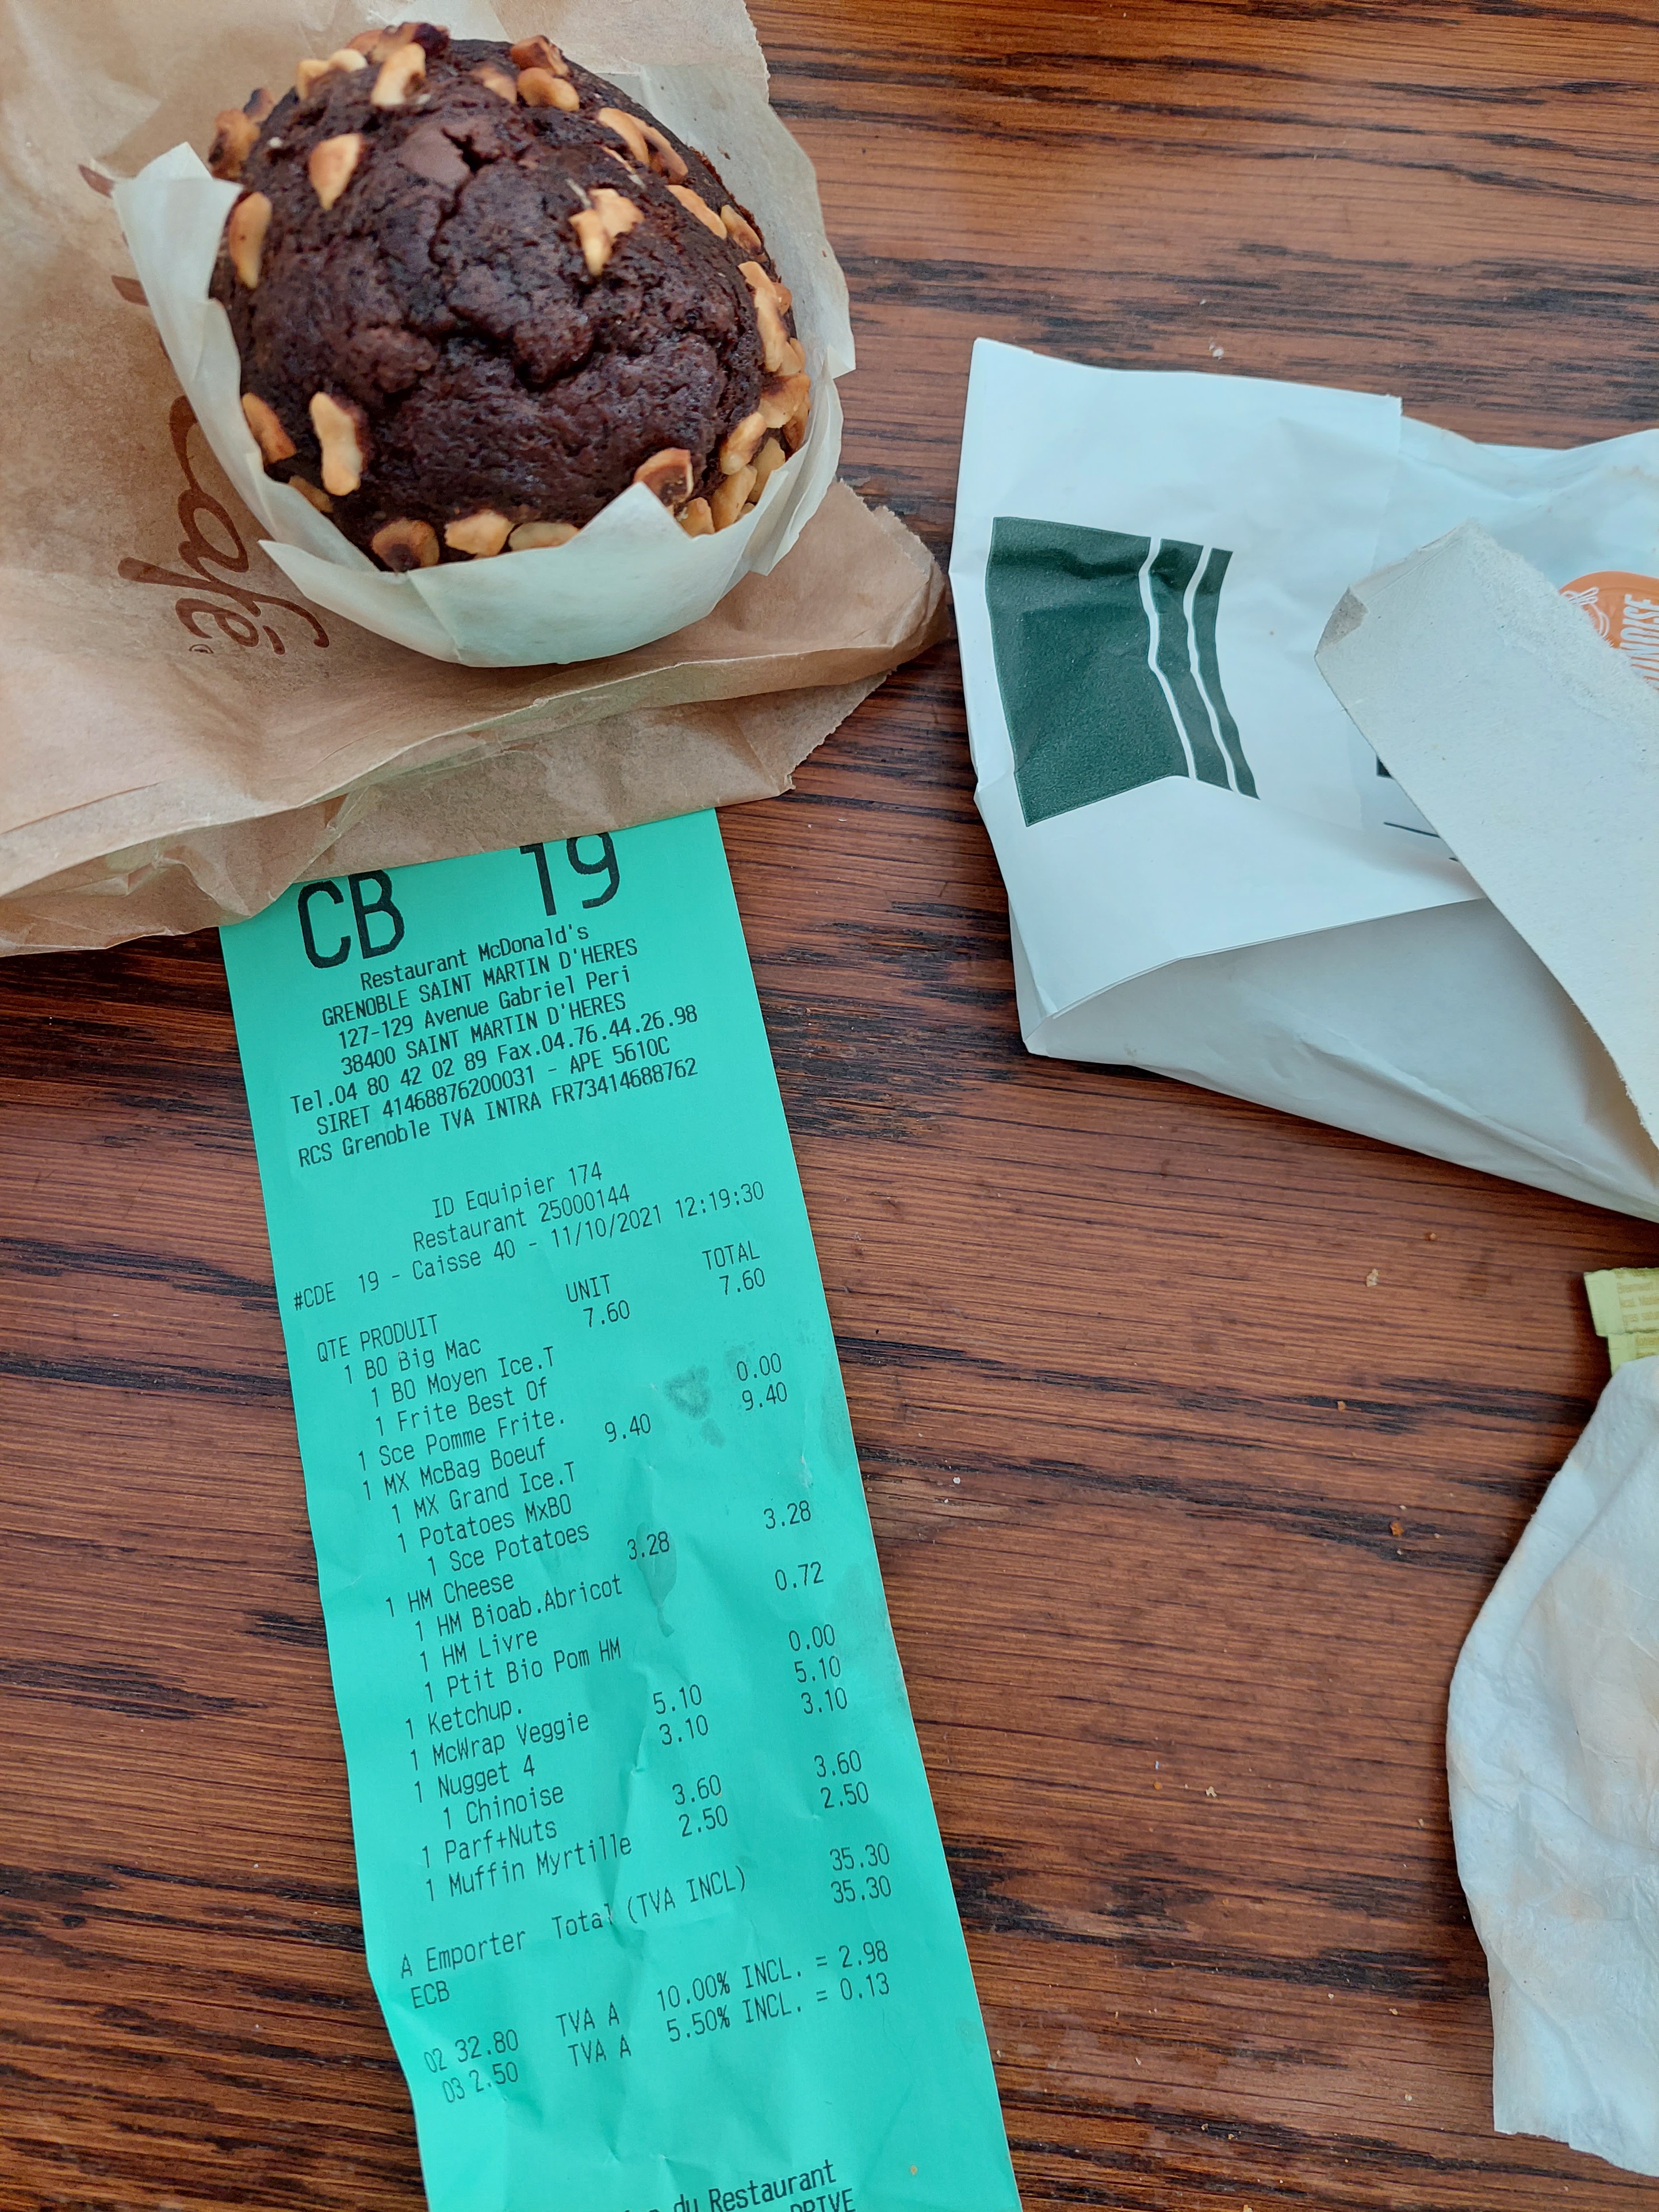 Café
CB 19
Restaurant McDonald's
GRENOBLE SAINT MARTIN D'HERES
127-129 Avenue Gabriel Peri
38400 SAINT MARTIN D'HERES
Tel.04 80 42 02 89 Fax.04.76.44.26.98
SIRET 41468876200031 - APE 5610C
RCS Grenoble TVA INTRA FR73414688762
ID Equipier 174
Restaurant 25000144
#CDE 19 - Caisse 40 - 11/10/2021 12:19:30
QTE PRODUIT UNIT TOTAL
1 BO Big Mac 7.60 7.60
1 BO Moyen Ice.T
1 Frite Best Of
1 Sce Pomme Frite. 0.00
1 MX McBag Boeuf 9.40 9.40
1 MX Grand Ice.T
1 Potatoes MxBO
1 Sce Potatoes
1 HM Cheese 3.28 3.28
1 HM Bioab.Abricot
1 HM Livre 0.72
1 Ptit Bio Pom HM
1 Ketchup. 0.00
1 McWrap Veggie 5.10 5.10
1 Nugget 4 3.10 3.10
1 Chinoise
1 Parf+Nuts 3.60 3.60
1 Muffin Myrtille 2.50 2.50
A Emporter Total (TVA INCL) 35.30
ECB 35.30
02 32.80 TVA A 10.00% INCL. = 2.98
03 2.50 TVA A 5.50% INCL. = 0.13
du Restaurant
DRIVE